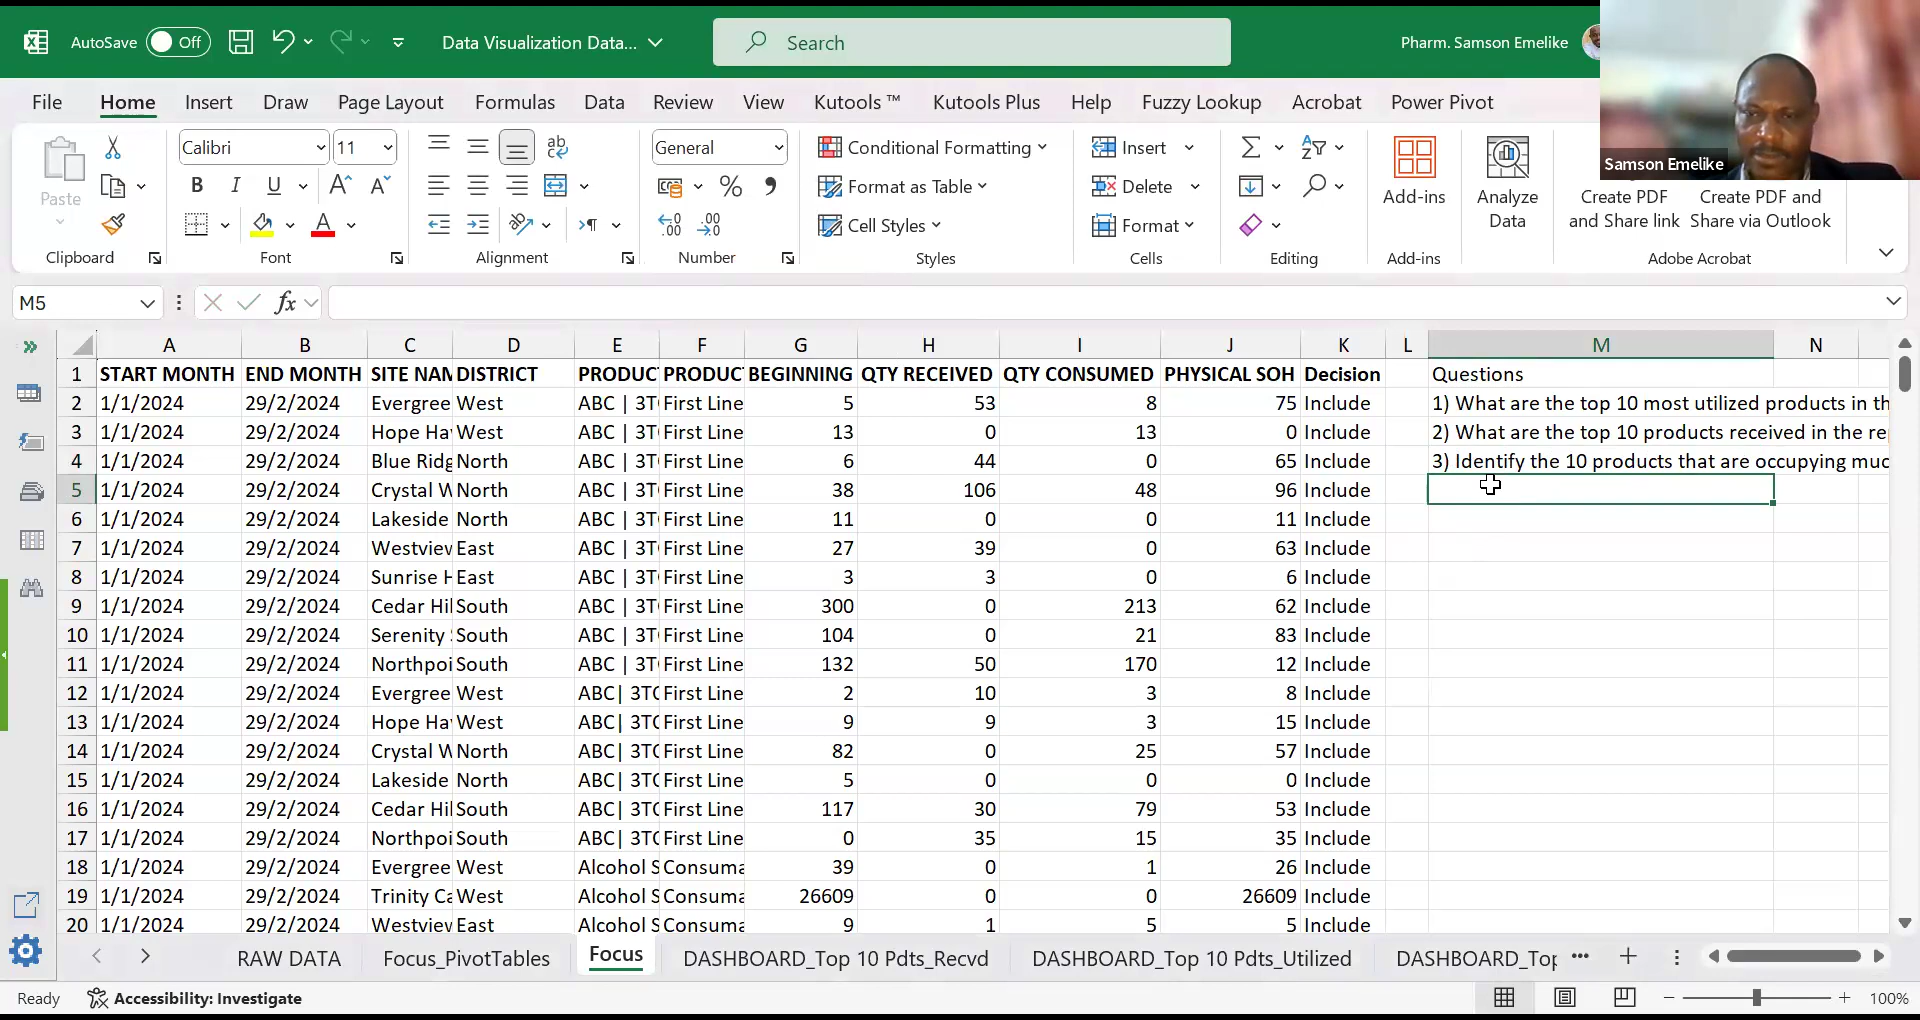 AutoSave Off Data Visualization Data... Search Pharm. Samson Emelike
File Home Insert Draw Page Layout Formulas Data Review View Kutools ™ Kutools Plus Help Fuzzy Lookup Acrobat Power Pivot
Samson Emelike
Paste
Clipboard
Calibri 11
B I U A A
A
Font
ab
Alignment
General
% 9
Number
Conditional Formatting
Format as Table
Cell Styles
Styles
Insert
Delete
Format
Cells
Editing
Add-ins
Add-ins
Analyze
Data
Create PDF
and Share link
Create PDF and
Share via Outlook
Adobe Acrobat
M5 fx
A B C D E F G H I J K L M N
1 START MONTH END MONTH SITE NAM DISTRICT PRODUCT PRODUCT BEGINNING QTY RECEIVED QTY CONSUMED PHYSICAL SOH Decision Questions
2 1/1/2024 29/2/2024 Evergree West ABC | 3T First Line 5 53 8 75 Include 1) What are the top 10 most utilized products in th
3 1/1/2024 29/2/2024 Hope Ha West ABC | 3T First Line 13 0 13 0 Include 2) What are the top 10 products received in the re
4 1/1/2024 29/2/2024 Blue Ridg North ABC | 3T First Line 6 44 0 65 Include 3) Identify the 10 products that are occupying muc
5 1/1/2024 29/2/2024 Crystal W North ABC | 3T First Line 38 106 48 96 Include
6 1/1/2024 29/2/2024 Lakeside North ABC | 3T First Line 11 0 0 11 Include
7 1/1/2024 29/2/2024 Westview East ABC | 3T First Line 27 39 0 63 Include
8 1/1/2024 29/2/2024 Sunrise H East ABC | 3T First Line 3 3 0 6 Include
9 1/1/2024 29/2/2024 Cedar Hil South ABC | 3T First Line 300 0 213 62 Include
10 1/1/2024 29/2/2024 Serenity South ABC | 3T First Line 104 0 21 83 Include
11 1/1/2024 29/2/2024 Northpoi South ABC | 3T First Line 132 50 170 12 Include
12 1/1/2024 29/2/2024 Evergree West ABC| 3TC First Line 2 10 3 8 Include
13 1/1/2024 29/2/2024 Hope Ha West ABC| 3TC First Line 9 9 3 15 Include
14 1/1/2024 29/2/2024 Crystal W North ABC| 3TC First Line 82 0 25 57 Include
15 1/1/2024 29/2/2024 Lakeside North ABC| 3TC First Line 5 0 0 0 Include
16 1/1/2024 29/2/2024 Cedar Hil South ABC| 3TC First Line 117 30 79 53 Include
17 1/1/2024 29/2/2024 Northpoi South ABC| 3TC First Line 0 35 15 35 Include
18 1/1/2024 29/2/2024 Evergree West Alcohol S Consuma 39 0 1 26 Include
19 1/1/2024 29/2/2024 Trinity Ca West Alcohol S Consuma 26609 0 0 26609 Include
20 1/1/2024 29/2/2024 Westview East Alcohol S Consuma 9 1 5 5 Include
RAW DATA Focus_PivotTables Focus DASHBOARD_Top 10 Pdts_Recvd DASHBOARD_Top 10 Pdts_Utilized DASHBOARD_Top ...
Ready Accessibility: Investigate 100%